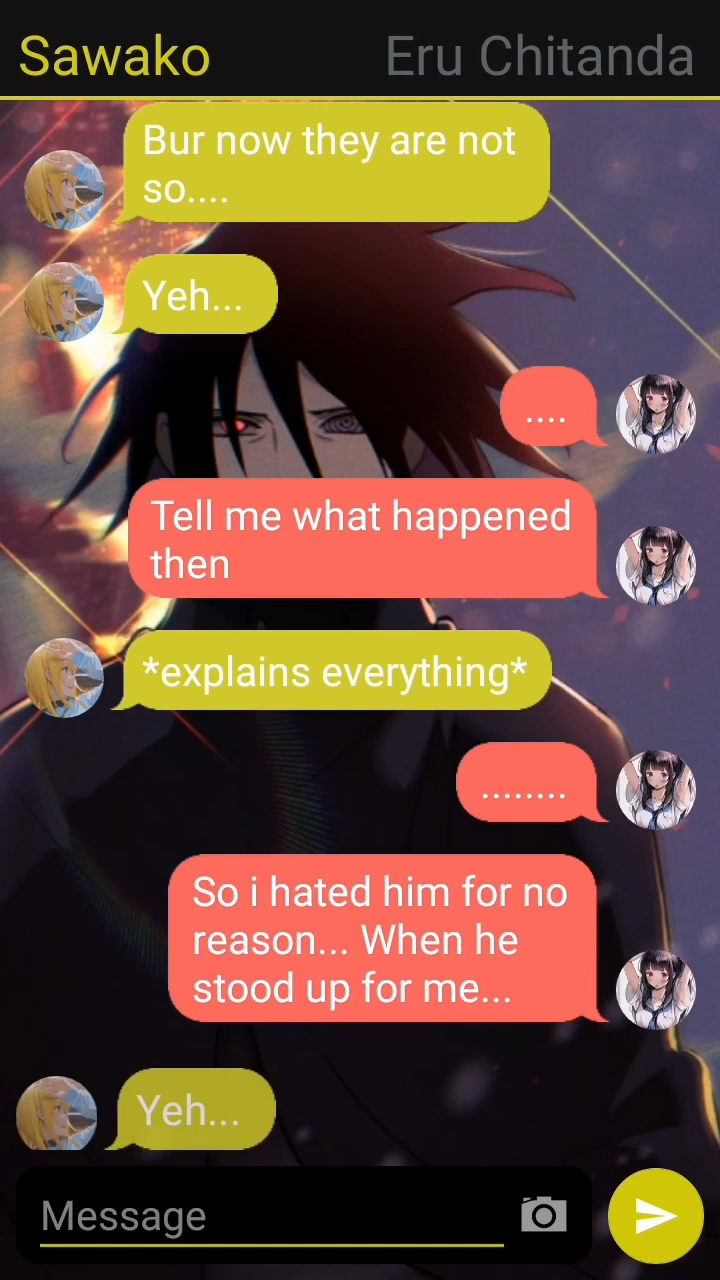 Sawako Eru Chitanda
Bur now they are not
so....
Yeh...
....
Tell me what happened
then
*explains everything*
........
So i hated him for no
reason... When he
stood up for me...
Yeh...
Message